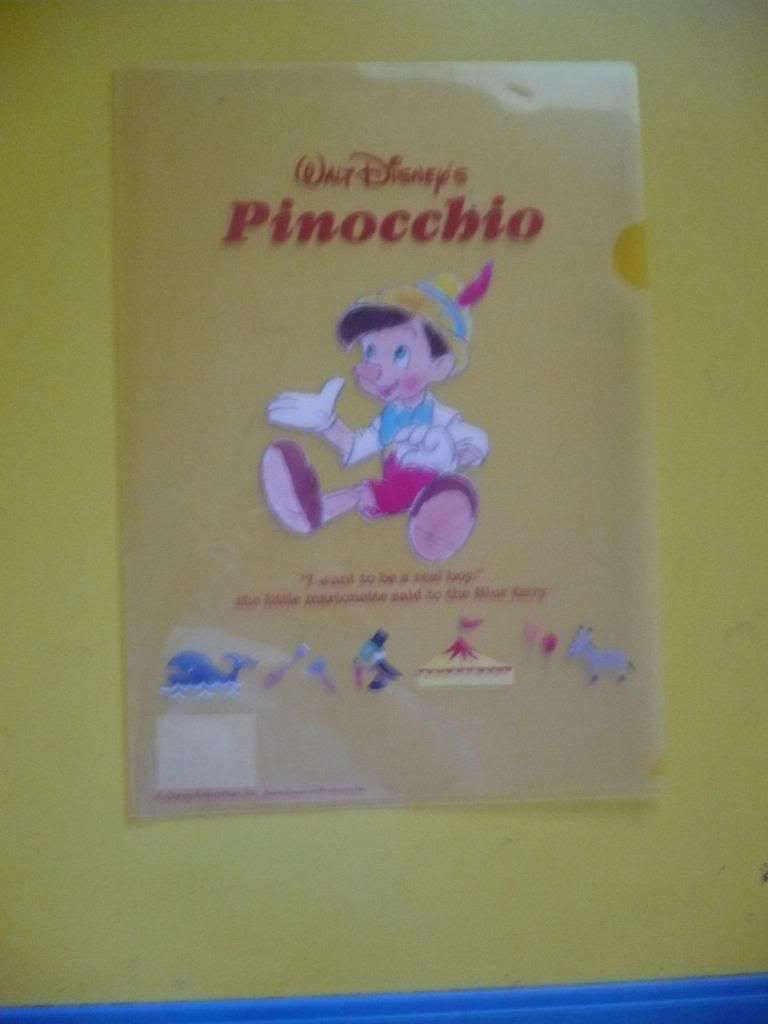 Walt Disney's
Pinocchio
"I want to be a real boy."
the little marionette said to the Blue fairy